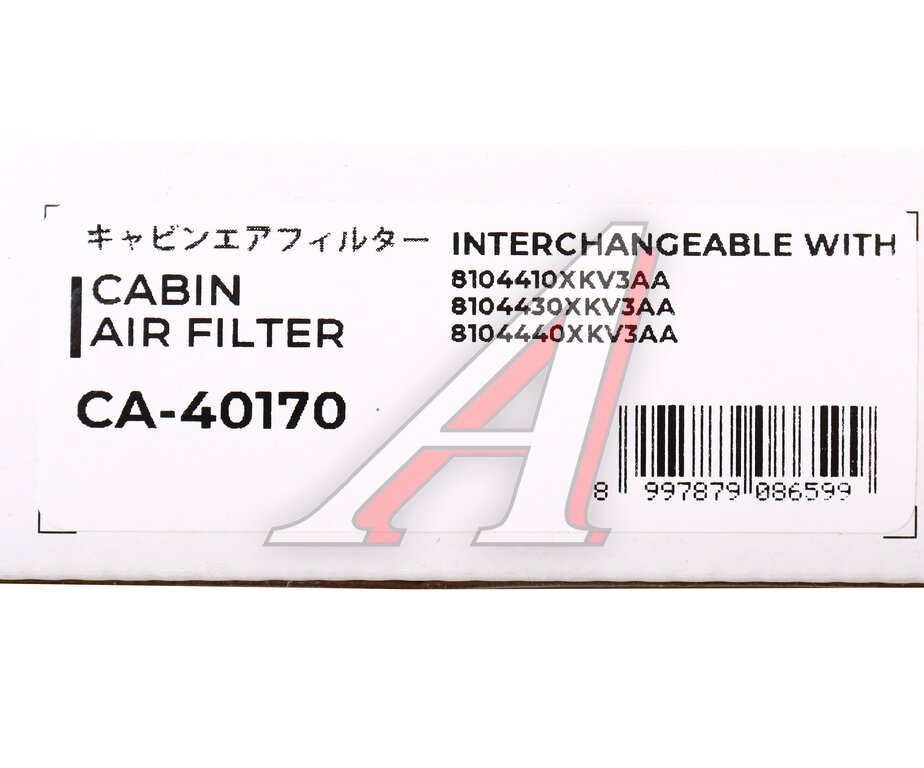 キャビンエアフィルター
CABIN
AIR FILTER
CA-40170
INTERCHANGEABLE WITH
8104410XKV3AA
8104430XKV3AA
8104440XKV3AA
8 997879 086599